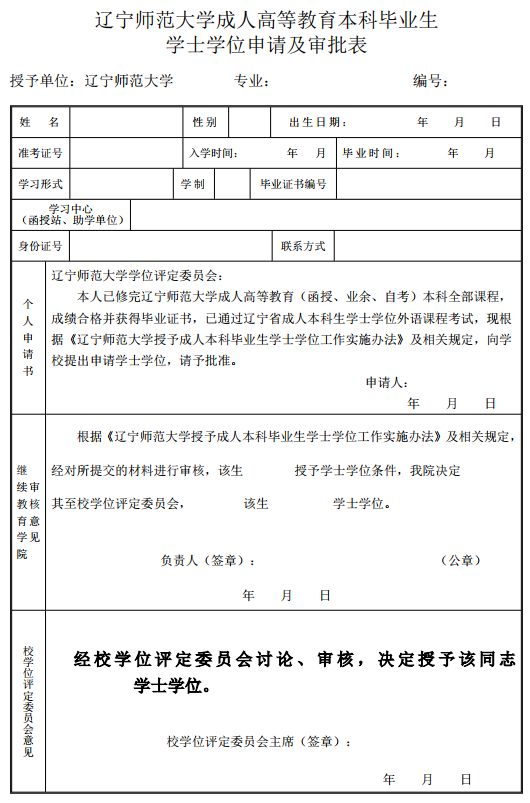 辽宁师范大学成人高等教育本科毕业生
学士学位申请及审批表
授予单位：辽宁师范大学 专业： 编号：
姓 名 性别 出生日期： 年 月 日
准考证号 入学时间： 年 月 毕业时间： 年 月
学习形式 学制 毕业证书编号
学习中心
（函授站、助学单位）
身份证号 联系方式
个人申请书
辽宁师范大学学位评定委员会：
本人已修完辽宁师范大学成人高等教育（函授、业余、自考）本科全部课程，
成绩合格并获得毕业证书，已通过辽宁省成人本科生学士学位外语课程考试，现根
据《辽宁师范大学授予成人本科毕业生学士学位工作实施办法》及相关规定，向学
校提出申请学士学位，请予批准。
申请人：
年 月 日
继续教育学院
审核意见
根据《辽宁师范大学授予成人本科毕业生学士学位工作实施办法》及相关规定，
经对所提交的材料进行审核，该生 授予学士学位条件，我院决定
其至校学位评定委员会， 该生 学士学位。
负责人（签章）： （公章）
年 月 日
校学位评定委员会意见
经校学位评定委员会讨论、审核，决定授予该同志
学士学位。
校学位评定委员会主席（签章）：
年 月 日